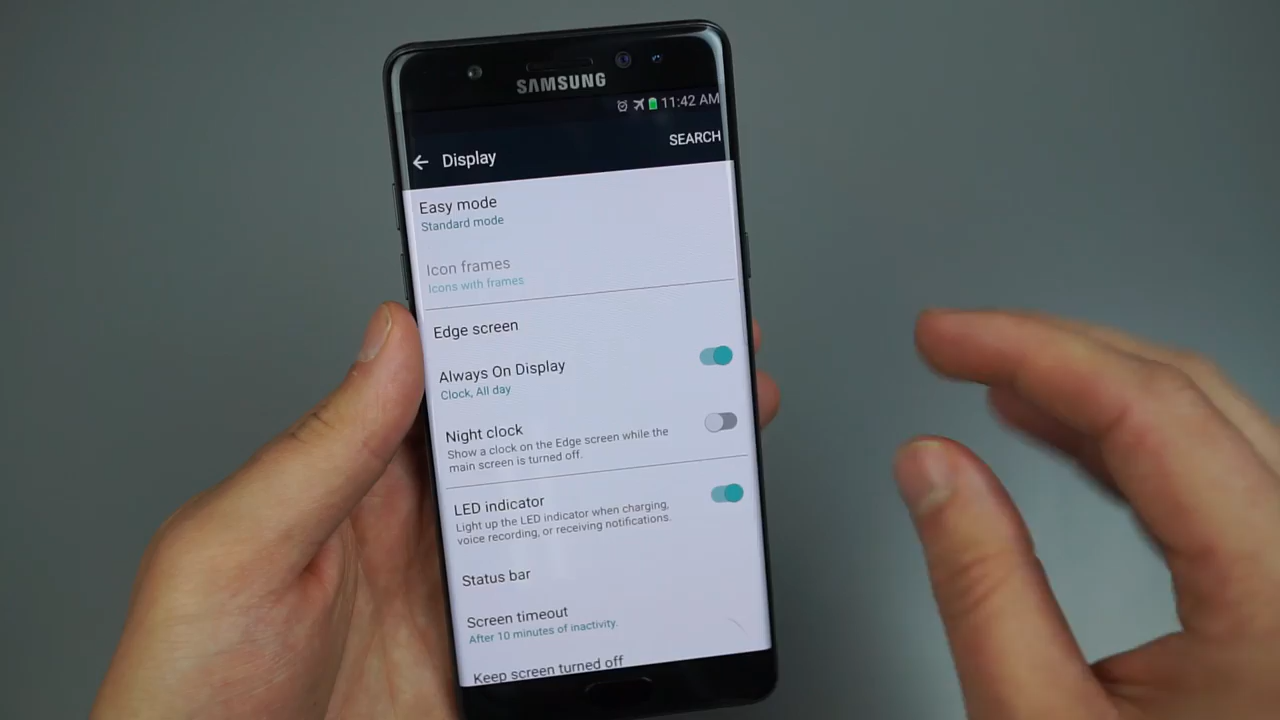 SAMSUNG
11:42 AM
SEARCH
Display
Easy mode
Standard mode
Icon frames
Icons with frames
Edge screen
Always On Display
Clock, All day
Night clock
Show a clock on the Edge screen while the
main screen is turned off.
LED indicator
Light up the LED indicator when charging,
voice recording, or receiving notifications.
Status bar
Screen timeout
After 10 minutes of inactivity.
Keep screen turned off